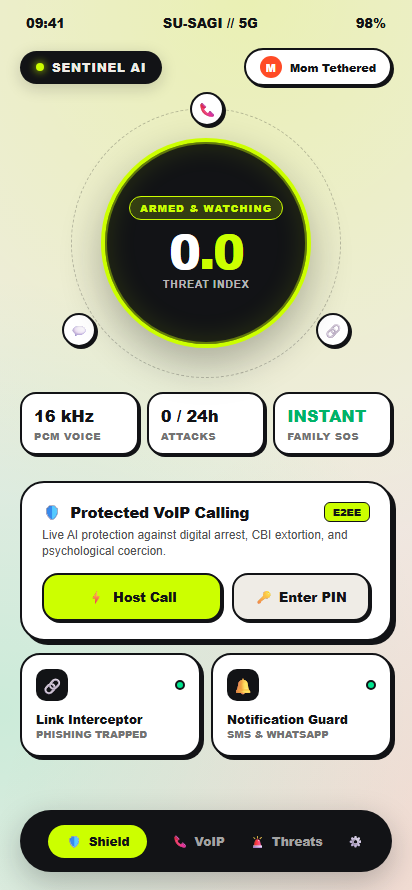 09:41 SU-SAGI // 5G 98%
SENTINEL AI
M Mom Tethered
ARMED & WATCHING
0.0
THREAT INDEX
16 kHz
PCM VOICE
0 / 24h
ATTACKS
INSTANT
FAMILY SOS
Protected VoIP Calling
E2EE
Live AI protection against digital arrest, CBI extortion, and
psychological coercion.
Host Call
Enter PIN
Link Interceptor
PHISHING TRAPPED
Notification Guard
SMS & WHATSAPP
Shield VoIP Threats